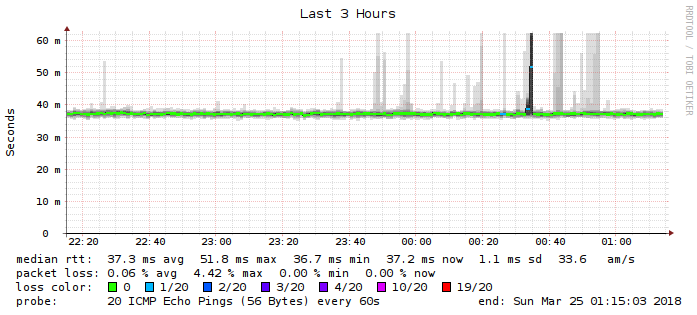 Last 3 Hours
RRDTOOL / TOBI OETIKER
Seconds
60 m
50 m
40 m
30 m
20 m
10 m
0
22:20 22:40 23:00 23:20 23:40 00:00 00:20 00:40 01:00
median rtt: 37.3 ms avg 51.8 ms max 36.7 ms min 37.2 ms now 1.1 ms sd 33.6 am/s
packet loss: 0.06 % avg 4.42 % max 0.00 % min 0.00 % now
loss color: 0 1/20 2/20 3/20 4/20 10/20 19/20
probe: 20 ICMP Echo Pings (56 Bytes) every 60s end: Sun Mar 25 01:15:03 2018